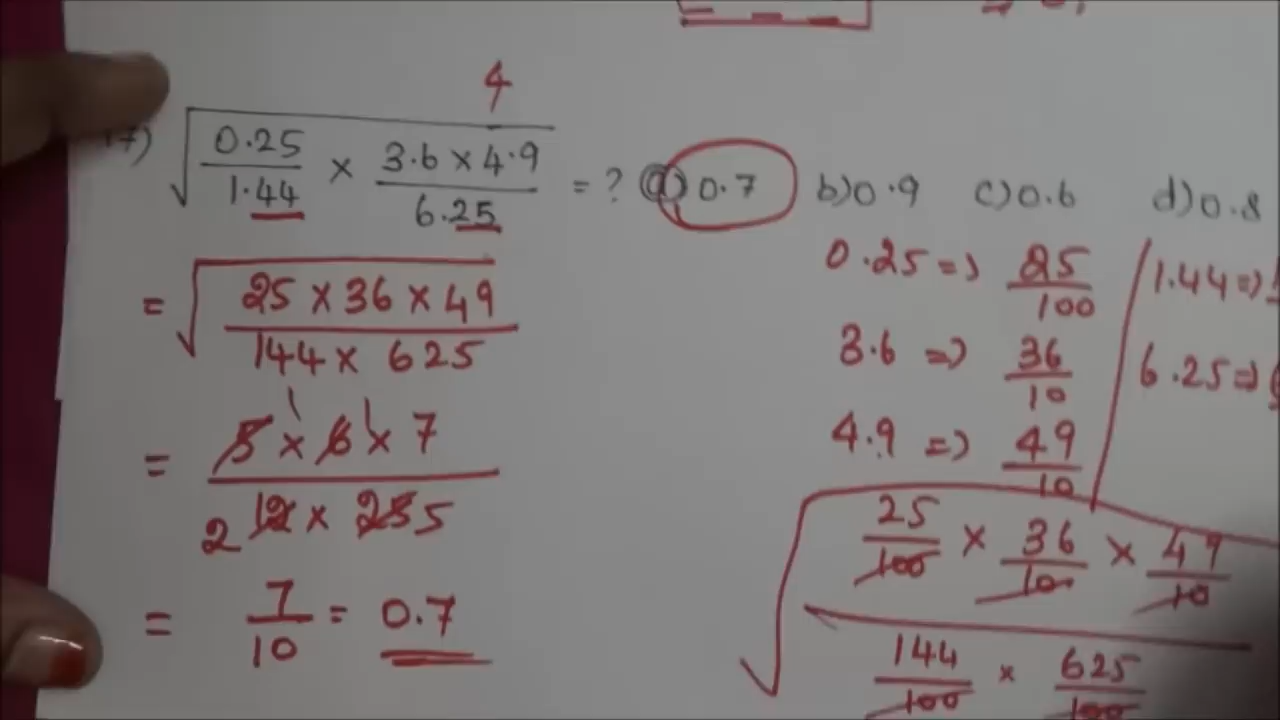 4
17) √(0.25/1.44 × 3.6 × 4.9/6.25) = ? a) 0.7 b) 0.9 c) 0.6 d) 0.8
= √(25 × 36 × 49/144 × 625)
= 5 × 6 × 7/12 × 25
1 1
2 5
= 7/10 = 0.7
0.25 => 25/100
3.6 => 36/10
4.9 => 49/10
1.44 =>
6.25 =>
√(25/100 × 36/10 × 49/10
144/100 × 625/100